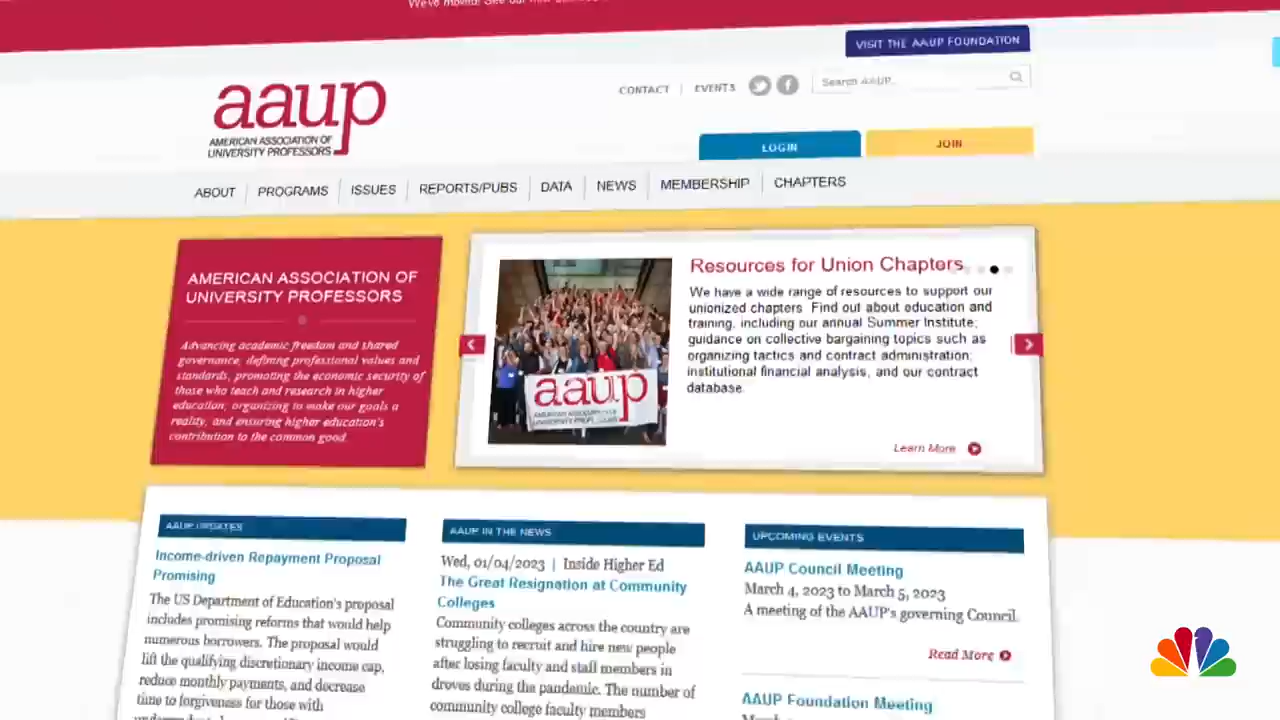 We've moved! See our new
VISIT THE AAUP FOUNDATION
CONTACT | EVENTS
Search AAUP...
aaup
AMERICAN ASSOCIATION OF
UNIVERSITY PROFESSORS
LOGIN
JOIN
ABOUT
PROGRAMS
ISSUES
REPORTS/PUBS
DATA
NEWS
MEMBERSHIP
CHAPTERS
AMERICAN ASSOCIATION OF
UNIVERSITY PROFESSORS
Advancing academic freedom and shared
governance, defining professional values and
standards, promoting the economic security of
those who teach and research in higher
education, organizing to make our goals a
reality, and ensuring higher education's
contribution to the common good.
aaup
AMERICAN ASSOCIATION OF
UNIVERSITY PROFESSORS
Resources for Union Chapters
We have a wide range of resources to support our
unionized chapters. Find out about education and
training, including our annual Summer Institute;
guidance on collective bargaining topics such as
organizing tactics and contract administration;
institutional financial analysis, and our contract
database.
Learn More
AAUP UPDATES
Income-driven Repayment Proposal
Promising
The US Department of Education's proposal
includes promising reforms that would help
numerous borrowers. The proposal would
lift the qualifying discretionary income cap,
reduce monthly payments, and decrease
time to forgiveness for those with
AAUP IN THE NEWS
Wed, 01/04/2023 | Inside Higher Ed
The Great Resignation at Community
Colleges
Community colleges across the country are
struggling to recruit and hire new people
after losing faculty and staff members in
droves during the pandemic. The number of
community college faculty members
UPCOMING EVENTS
AAUP Council Meeting
March 4, 2023 to March 5, 2023
A meeting of the AAUP's governing Council.
Read More
AAUP Foundation Meeting